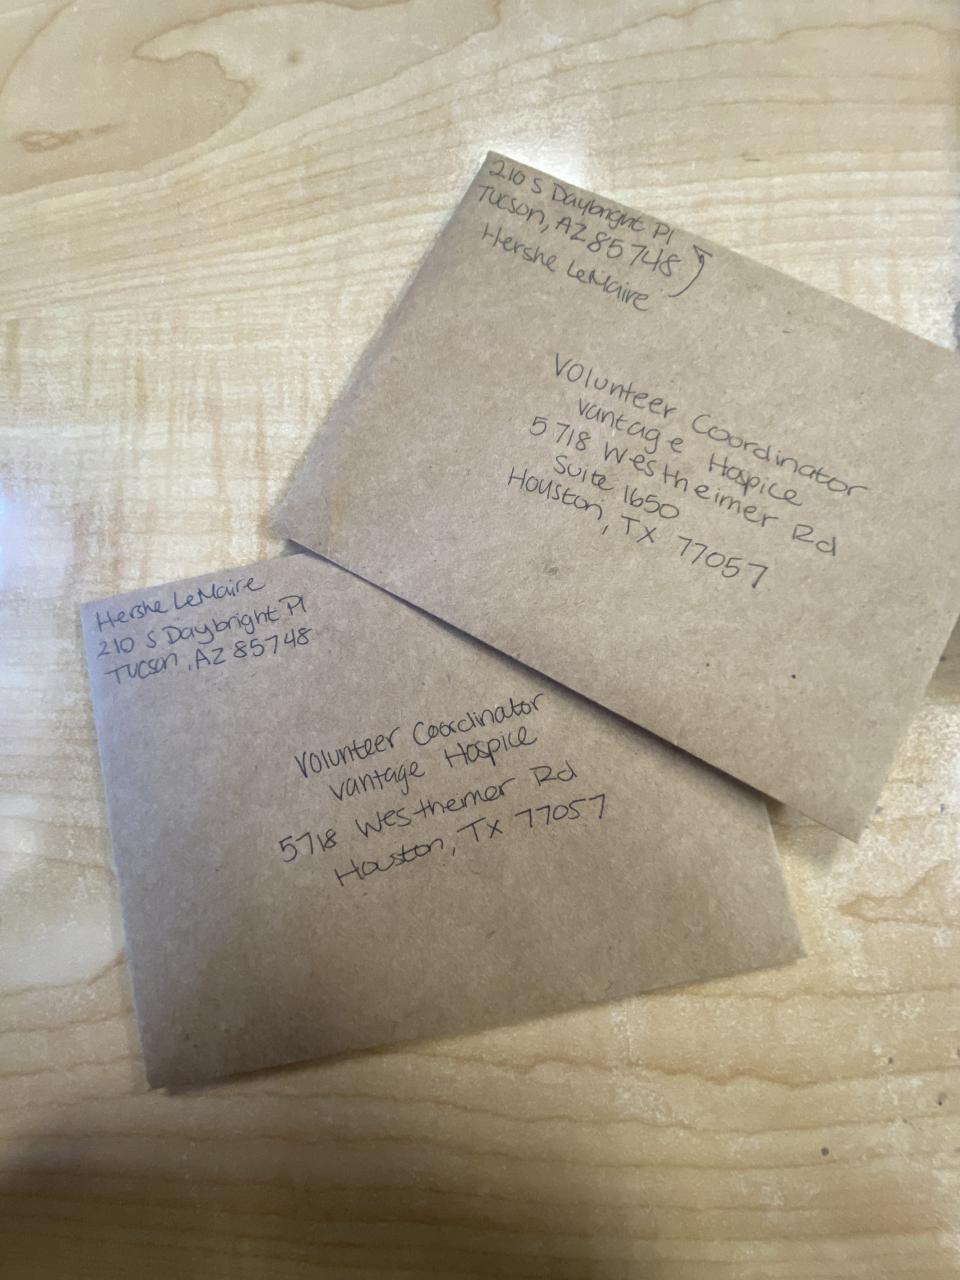 210 S Daybright Pl
Tucson, AZ 85748
Hershe LeMaire
Volunteer Coordinator
Vantage Hospice
5718 Westheimer Rd
Suite 1650
Houston, TX 77057
Hershe LeMaire
210 S Daybright Pl
Tucson, AZ 85748
Volunteer Coordinator
Vantage Hospice
5718 Westhemer Rd
Houston, TX 77057